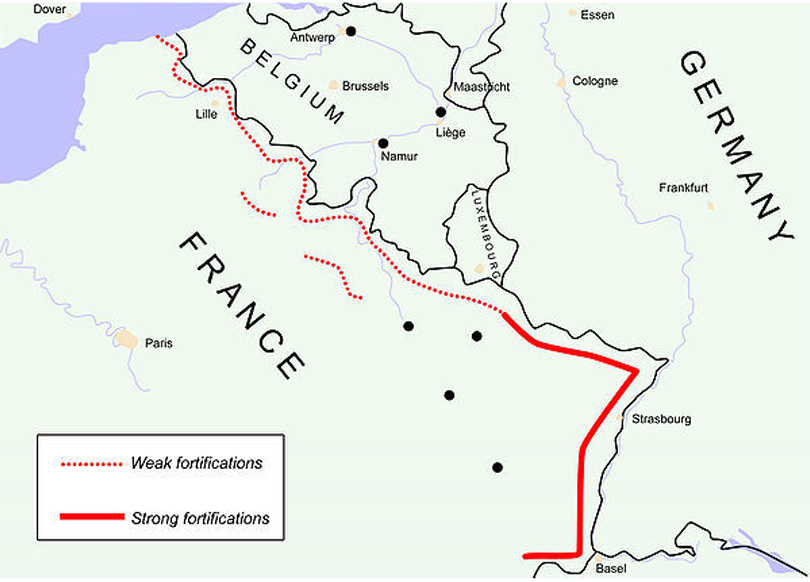 Dover
Essen
Antwerp
BELGIUM
GERMANY
Cologne
Brussels
Maastricht
Lille
Liège
Namur
Frankfurt
LUXEMBOURG
FRANCE
Paris
Strasbourg
Weak fortifications
Strong fortifications
Basel